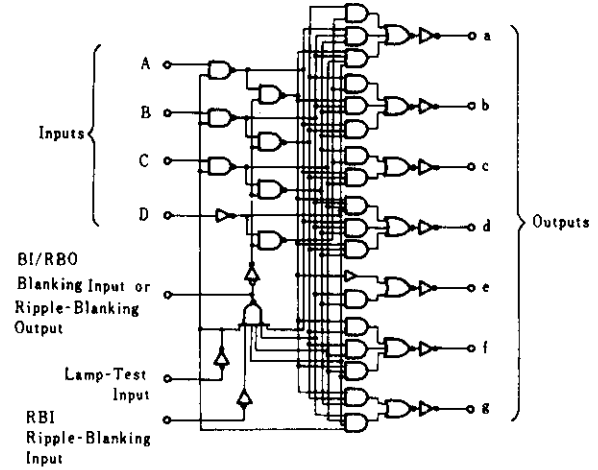 A
B
Inputs
C
D
BI/RBO
Blanking Input or
Ripple-Blanking
Output
Lamp-Test
Input
RBI
Ripple-Blanking
Input
a
b
c
d
Outputs
e
f
g